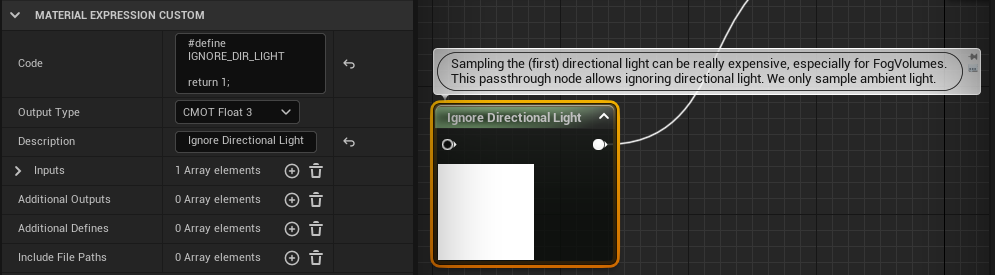 MATERIAL EXPRESSION CUSTOM
Code
#define
IGNORE_DIR_LIGHT
return 1;
Output Type
CMOT Float 3
Description
Ignore Directional Light
Inputs
1 Array elements
Additional Outputs
0 Array elements
Additional Defines
0 Array elements
Include File Paths
0 Array elements
Sampling the (first) directional light can be really expensive, especially for FogVolumes.
This passthrough node allows ignoring directional light. We only sample ambient light.
Ignore Directional Light